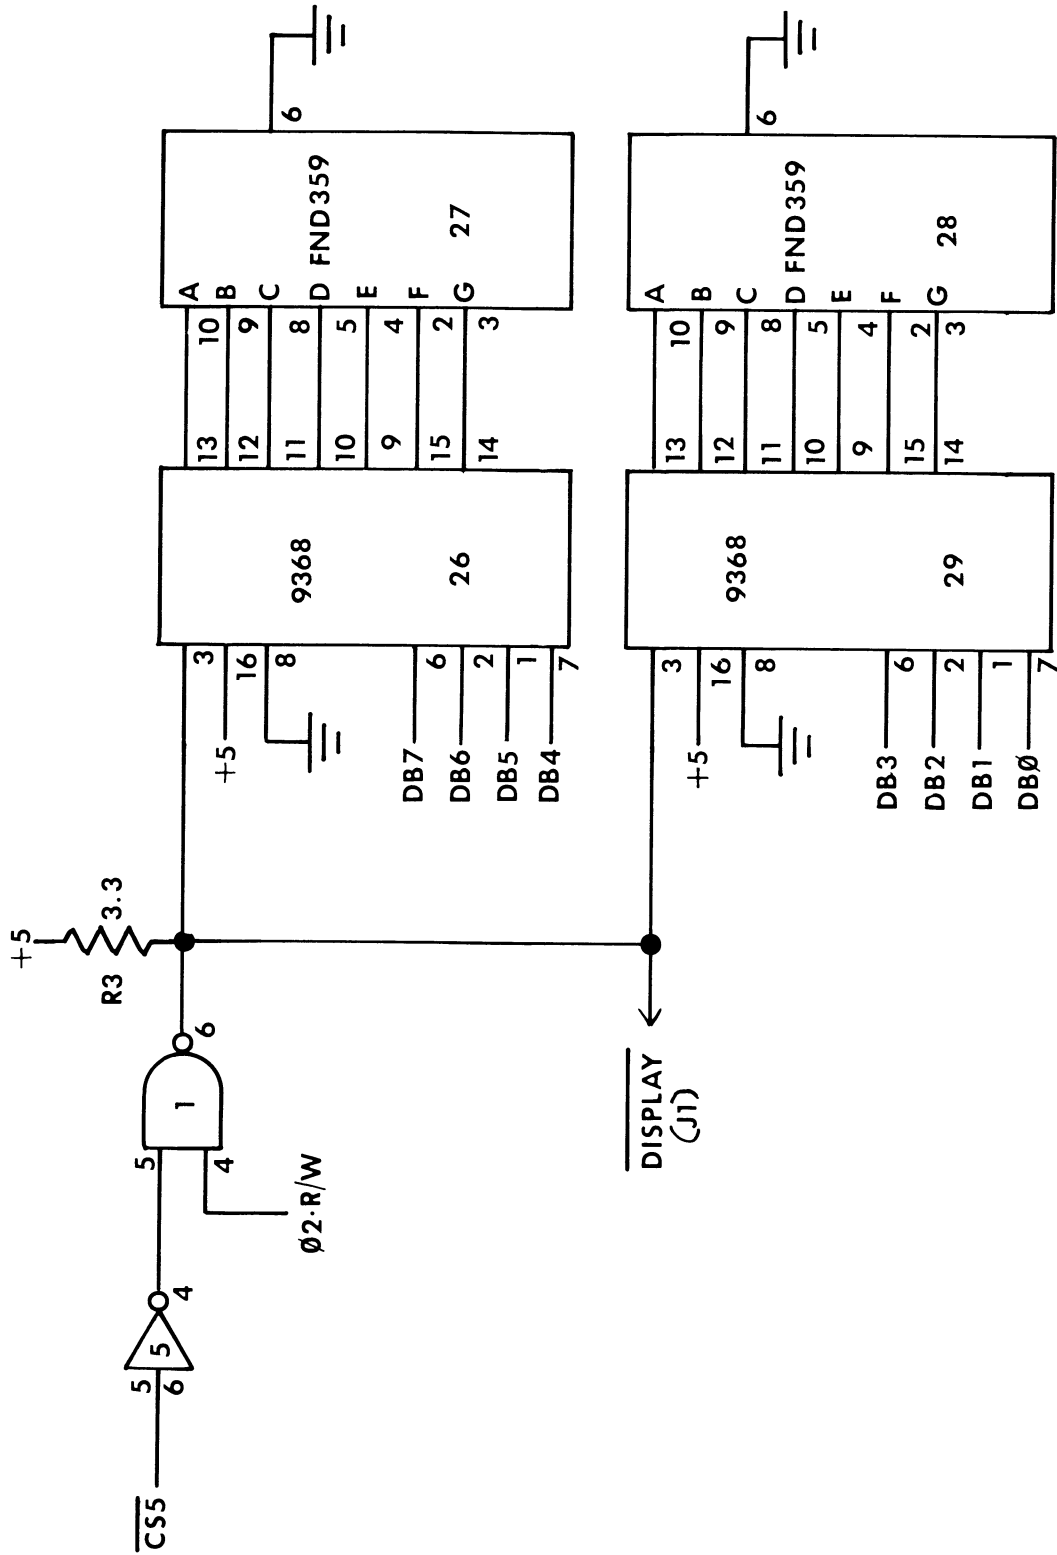 CS5
5
6
5
4
5
4
1
6
Ø2·R/W
+5
R3
3.3
DISPLAY
(J1)
3
+5
16
8
DB7
6
DB6
2
DB5
1
DB4
7
9368
26
13
12
11
10
9
15
14
10
9
8
5
4
2
3
A
B
C
D
E
F
G
FND359
27
6
3
+5
16
8
DB3
6
DB2
2
DB1
1
DBØ
7
9368
29
13
12
11
10
9
15
14
10
9
8
5
4
2
3
A
B
C
D
E
F
G
FND359
28
6